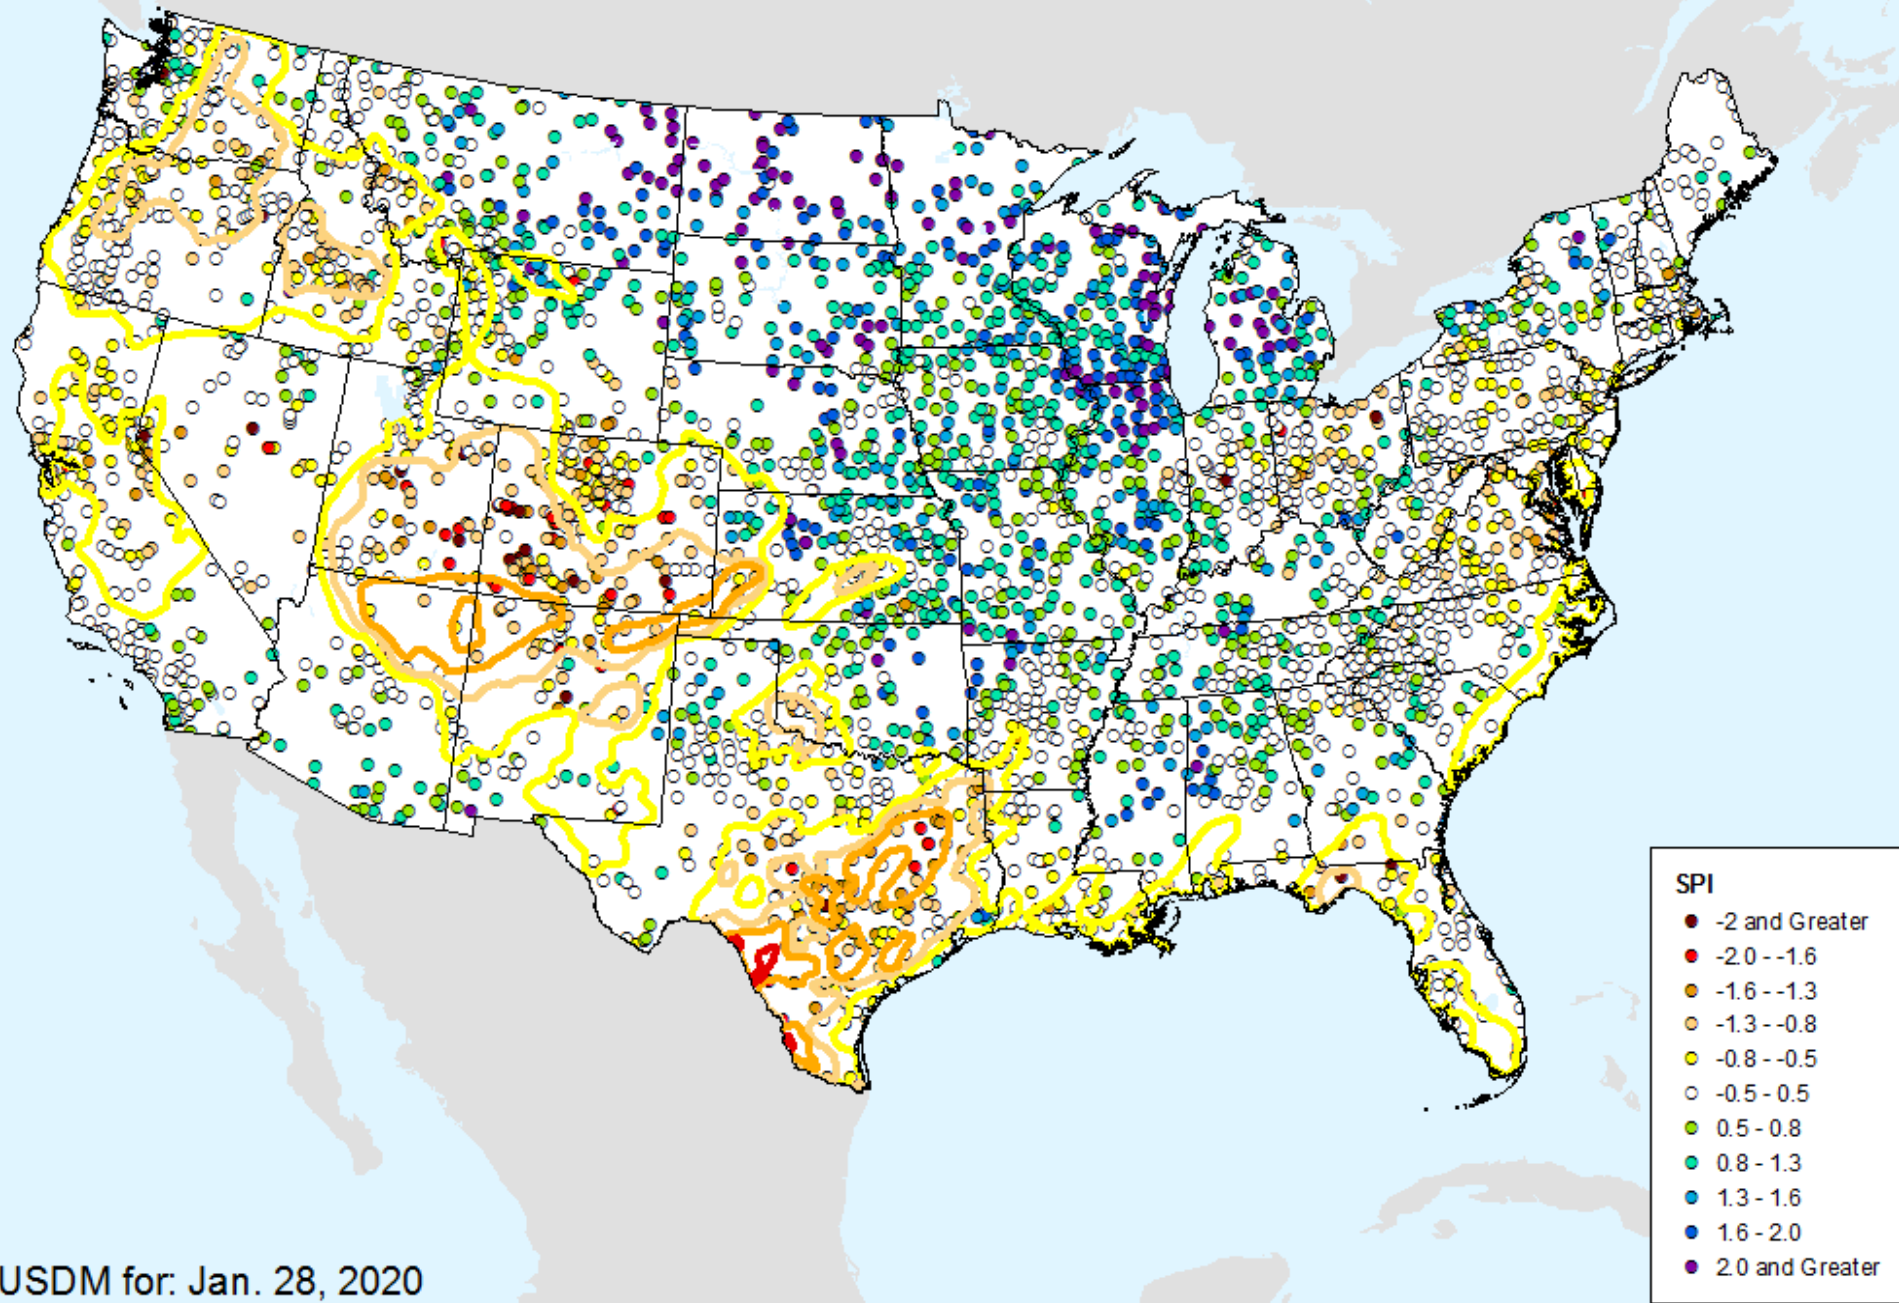 SPI
-2 and Greater
-2.0 - -1.6
-1.6 - -1.3
-1.3 - -0.8
-0.8 - -0.5
-0.5 - 0.5
0.5 - 0.8
0.8 - 1.3
1.3 - 1.6
1.6 - 2.0
2.0 and Greater
USDM for: Jan. 28, 2020